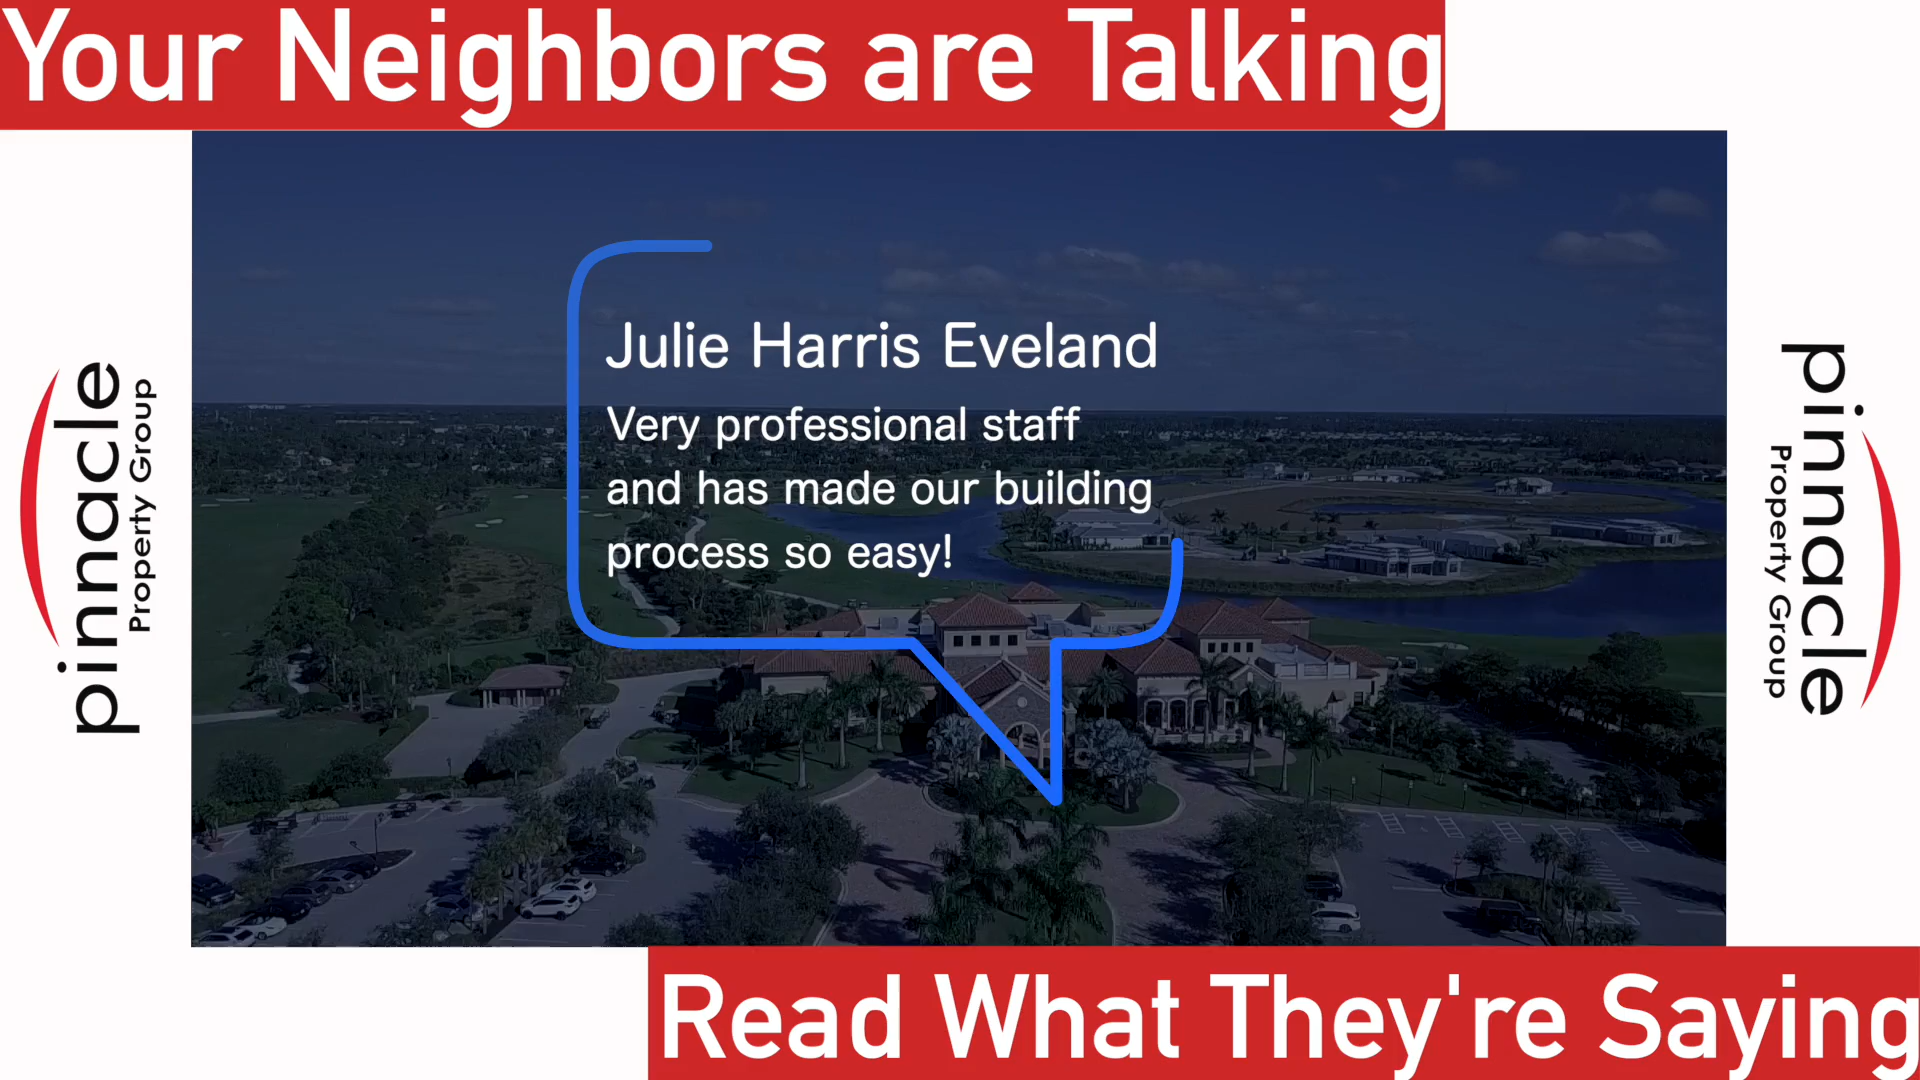 Your Neighbors are Talking
pinnacle
Property Group
Julie Harris Eveland
Very professional staff
and has made our building
process so easy!
pinnacle
Property Group
Read What They're Saying